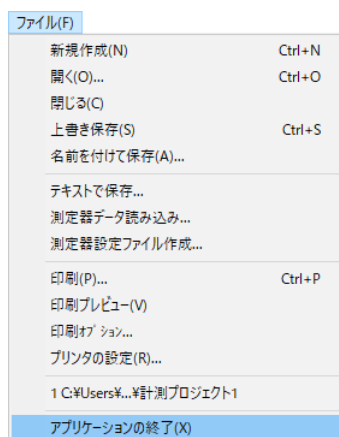 ファイル(F)
新規作成(N) Ctrl+N
開く(O)... Ctrl+O
閉じる(C)
上書き保存(S) Ctrl+S
名前を付けて保存(A)...
テキストで保存...
測定器データ読み込み...
測定器設定ファイル作成...
印刷(P)... Ctrl+P
印刷プレビュー(V)
印刷ｵﾌﾟｼｮﾝ...
プリンタの設定(R)...
1 C:¥Users¥...¥計測プロジェクト1
アプリケーションの終了(X)